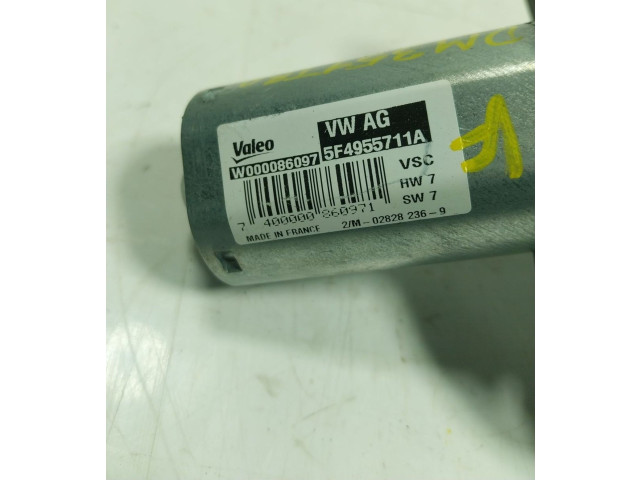 Valeo
VW AG
W000086097
5F4955711A
VSC
HW 7
SW 7
7 400000 860971
MADE IN FRANCE
2/M-02828 236-9